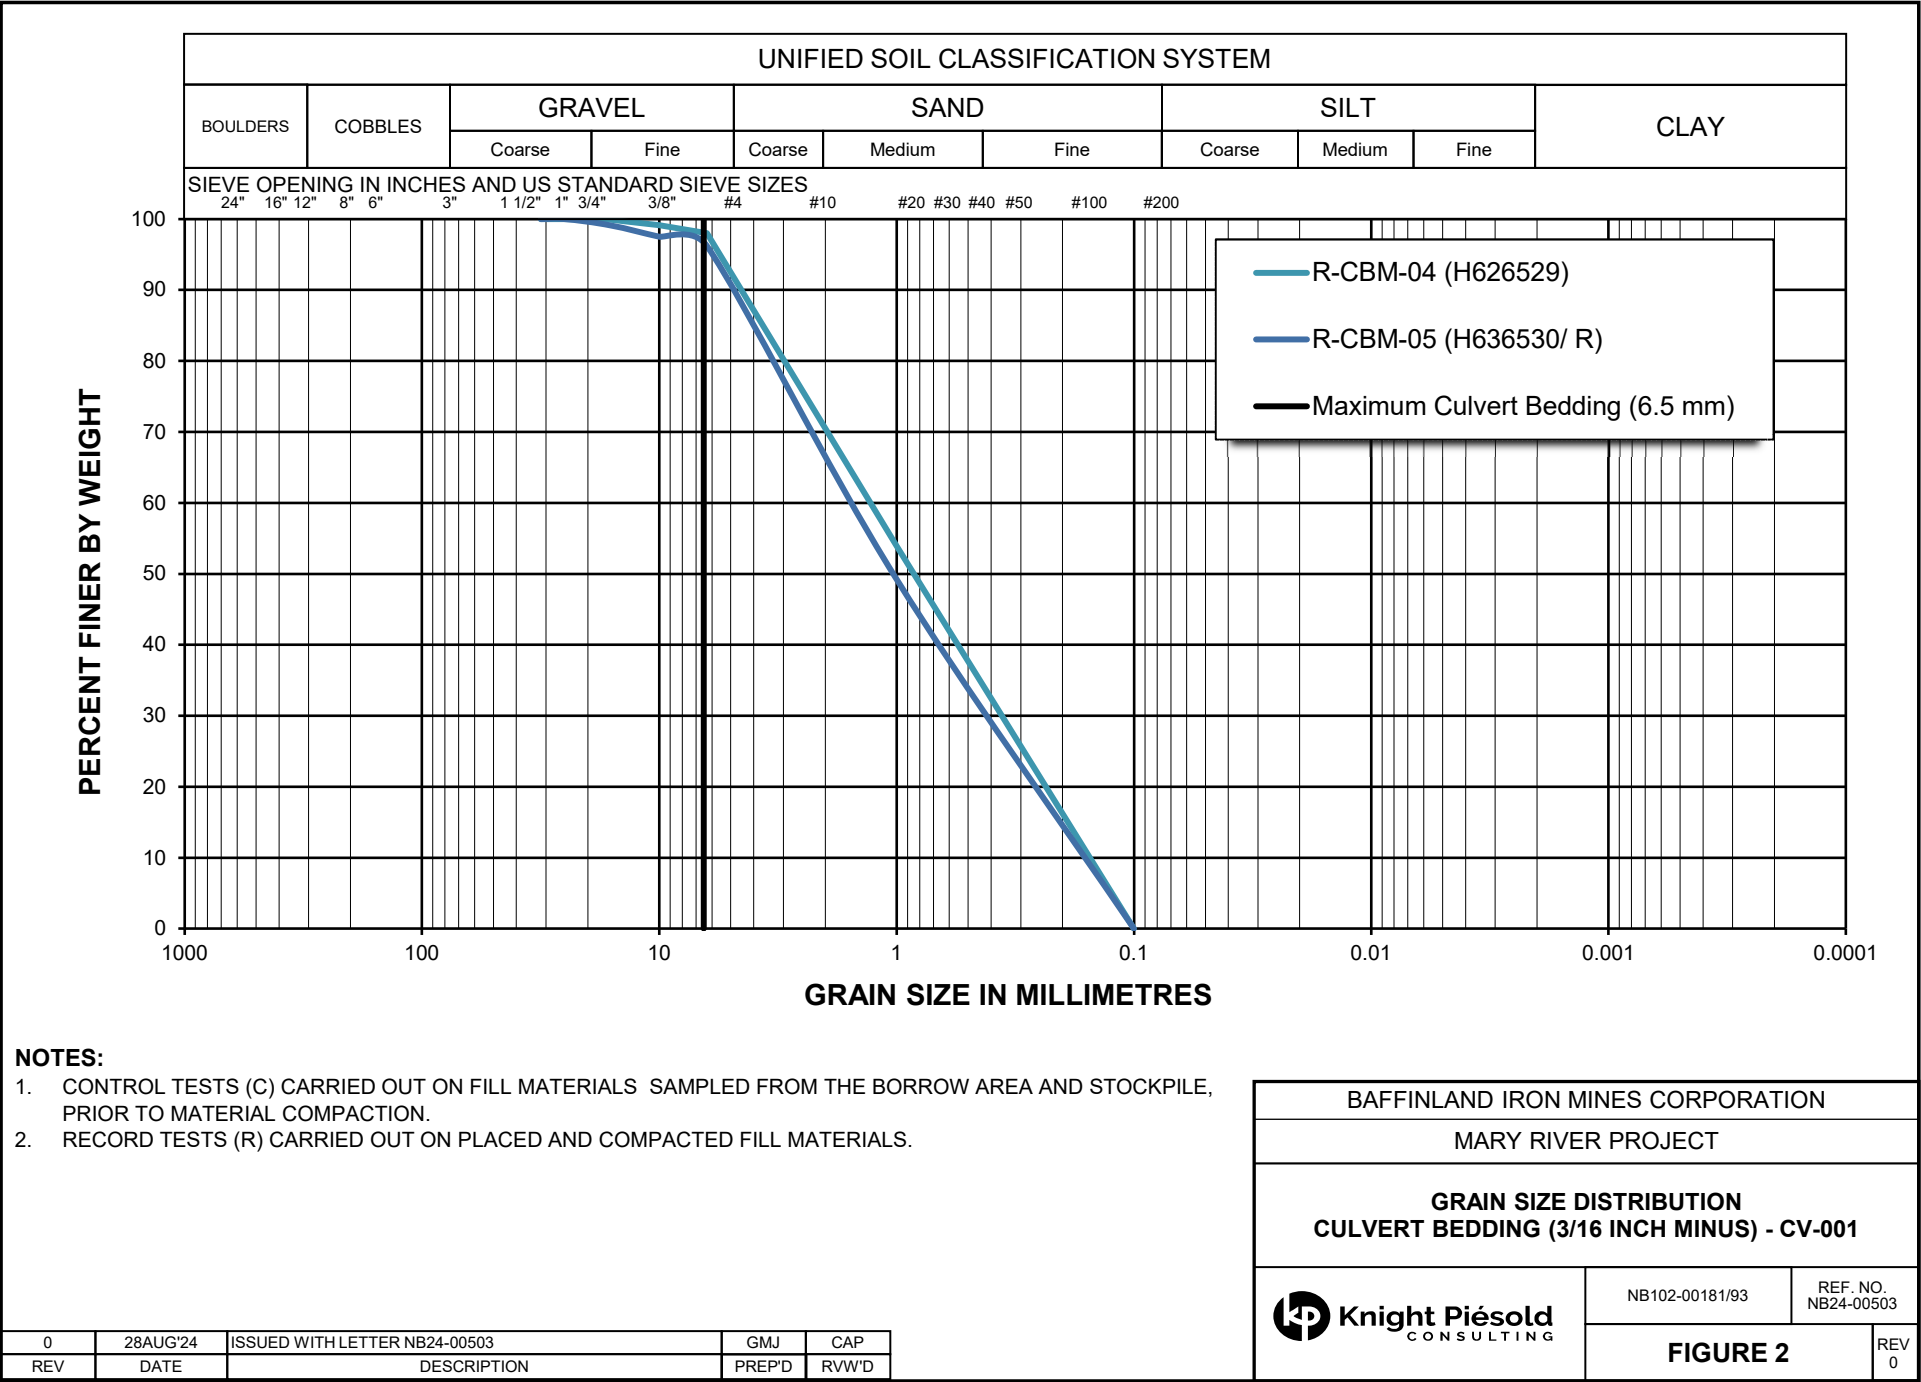 UNIFIED SOIL CLASSIFICATION SYSTEM
BOULDERS COBBLES GRAVEL SAND SILT CLAY
Coarse Fine Coarse Medium Fine Coarse Medium Fine
SIEVE OPENING IN INCHES AND US STANDARD SIEVE SIZES
24" 16" 12" 8" 6" 3" 1 1/2" 1" 3/4" 3/8" #4 #10 #20 #30 #40 #50 #100 #200
100
90
80
70
60
50
40
30
20
10
0
PERCENT FINER BY WEIGHT
R-CBM-04 (H626529)
R-CBM-05 (H636530/ R)
Maximum Culvert Bedding (6.5 mm)
1000 100 10 1 0.1 0.01 0.001 0.0001
GRAIN SIZE IN MILLIMETRES
NOTES:
1. CONTROL TESTS (C) CARRIED OUT ON FILL MATERIALS SAMPLED FROM THE BORROW AREA AND STOCKPILE,
PRIOR TO MATERIAL COMPACTION.
2. RECORD TESTS (R) CARRIED OUT ON PLACED AND COMPACTED FILL MATERIALS.
BAFFINLAND IRON MINES CORPORATION
MARY RIVER PROJECT
GRAIN SIZE DISTRIBUTION
CULVERT BEDDING (3/16 INCH MINUS) - CV-001
kp Knight Piésold
CONSULTING
NB102-00181/93
REF. NO.
NB24-00503
FIGURE 2
REV
0
0 28AUG'24 ISSUED WITH LETTER NB24-00503 GMJ CAP
REV DATE DESCRIPTION PREP'D RVW'D